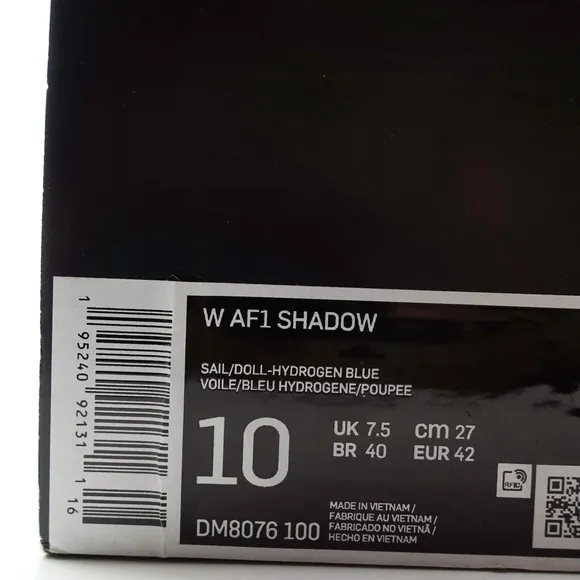 W AF1 SHADOW
SAIL/DOLL-HYDROGEN BLUE
VOILE/BLEU HYDROGENE/POUPEE
10
UK 7.5 cm 27
BR 40 EUR 42
RFID
DM8076 100
MADE IN VIETNAM /
FABRIQUE AU VIETNAM /
FABRICADO NO VIETNÃ /
HECHO EN VIETNAM
1 95240 92131 1 16